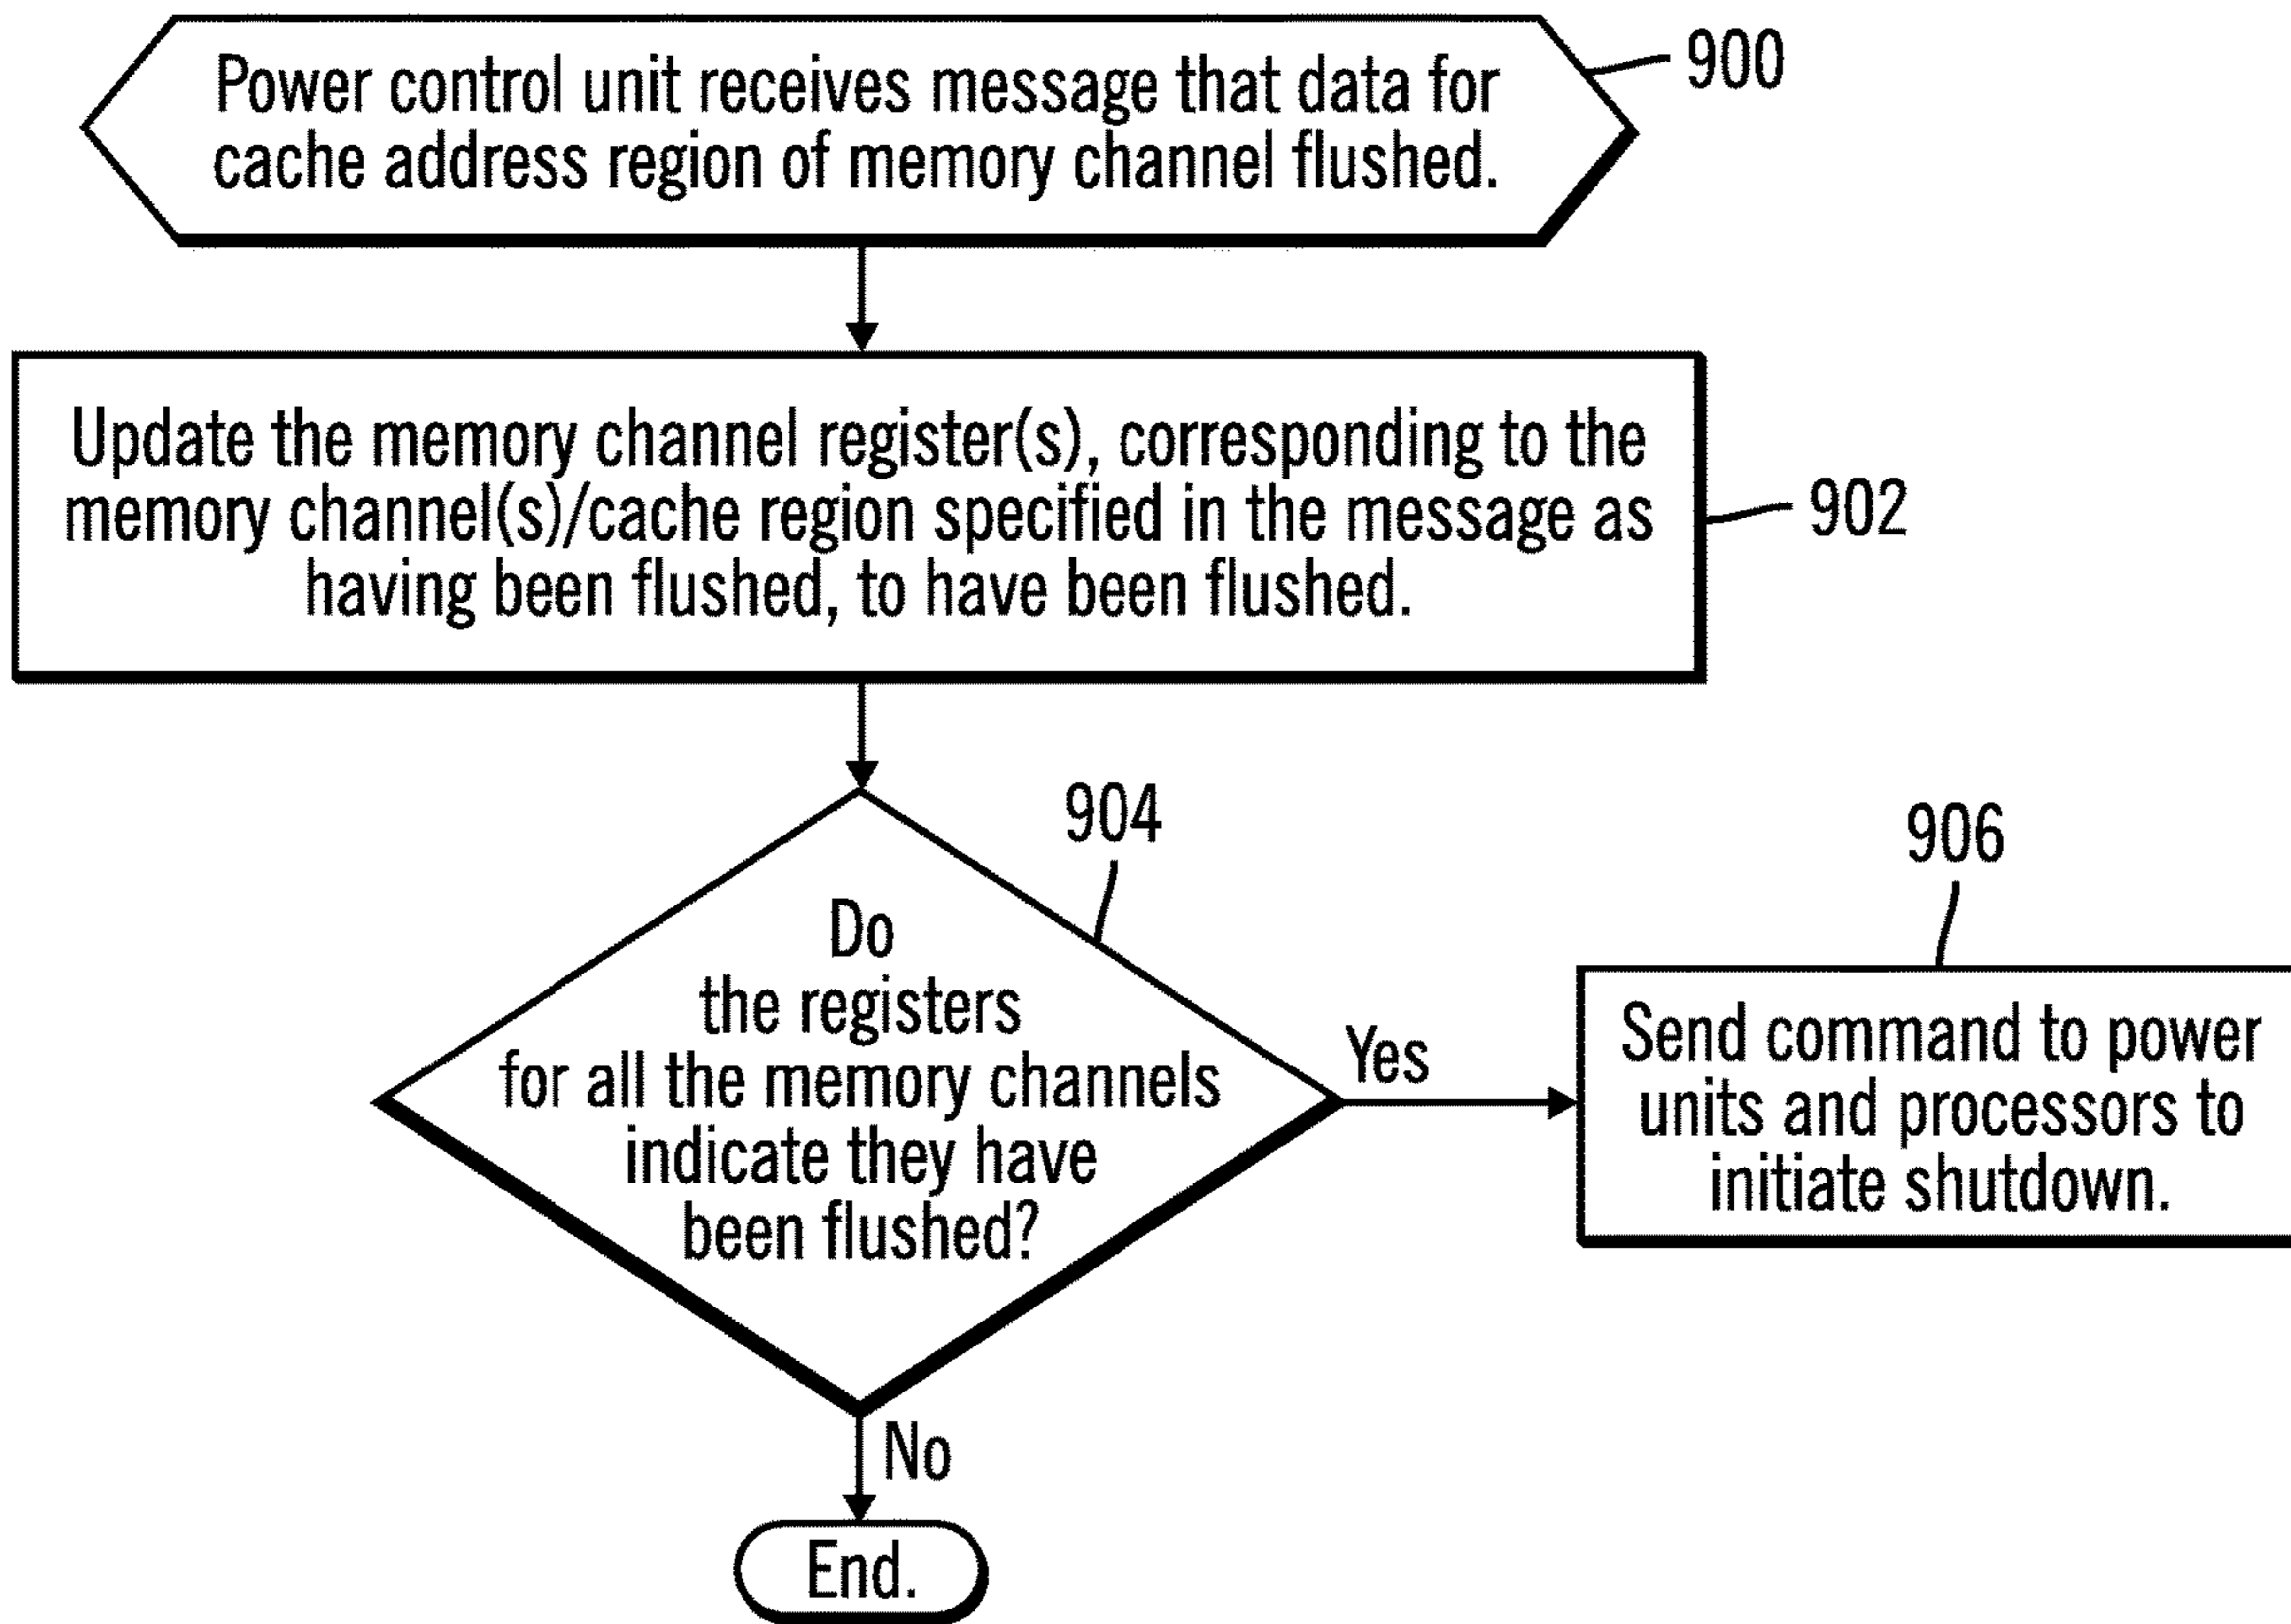 Power control unit receives message that data for
cache address region of memory channel flushed.
900
Update the memory channel register(s), corresponding to the
memory channel(s)/cache region specified in the message as
having been flushed, to have been flushed.
902
904
Do
the registers
for all the memory channels
indicate they have
been flushed?
Yes
906
Send command to power
units and processors to
initiate shutdown.
No
End.